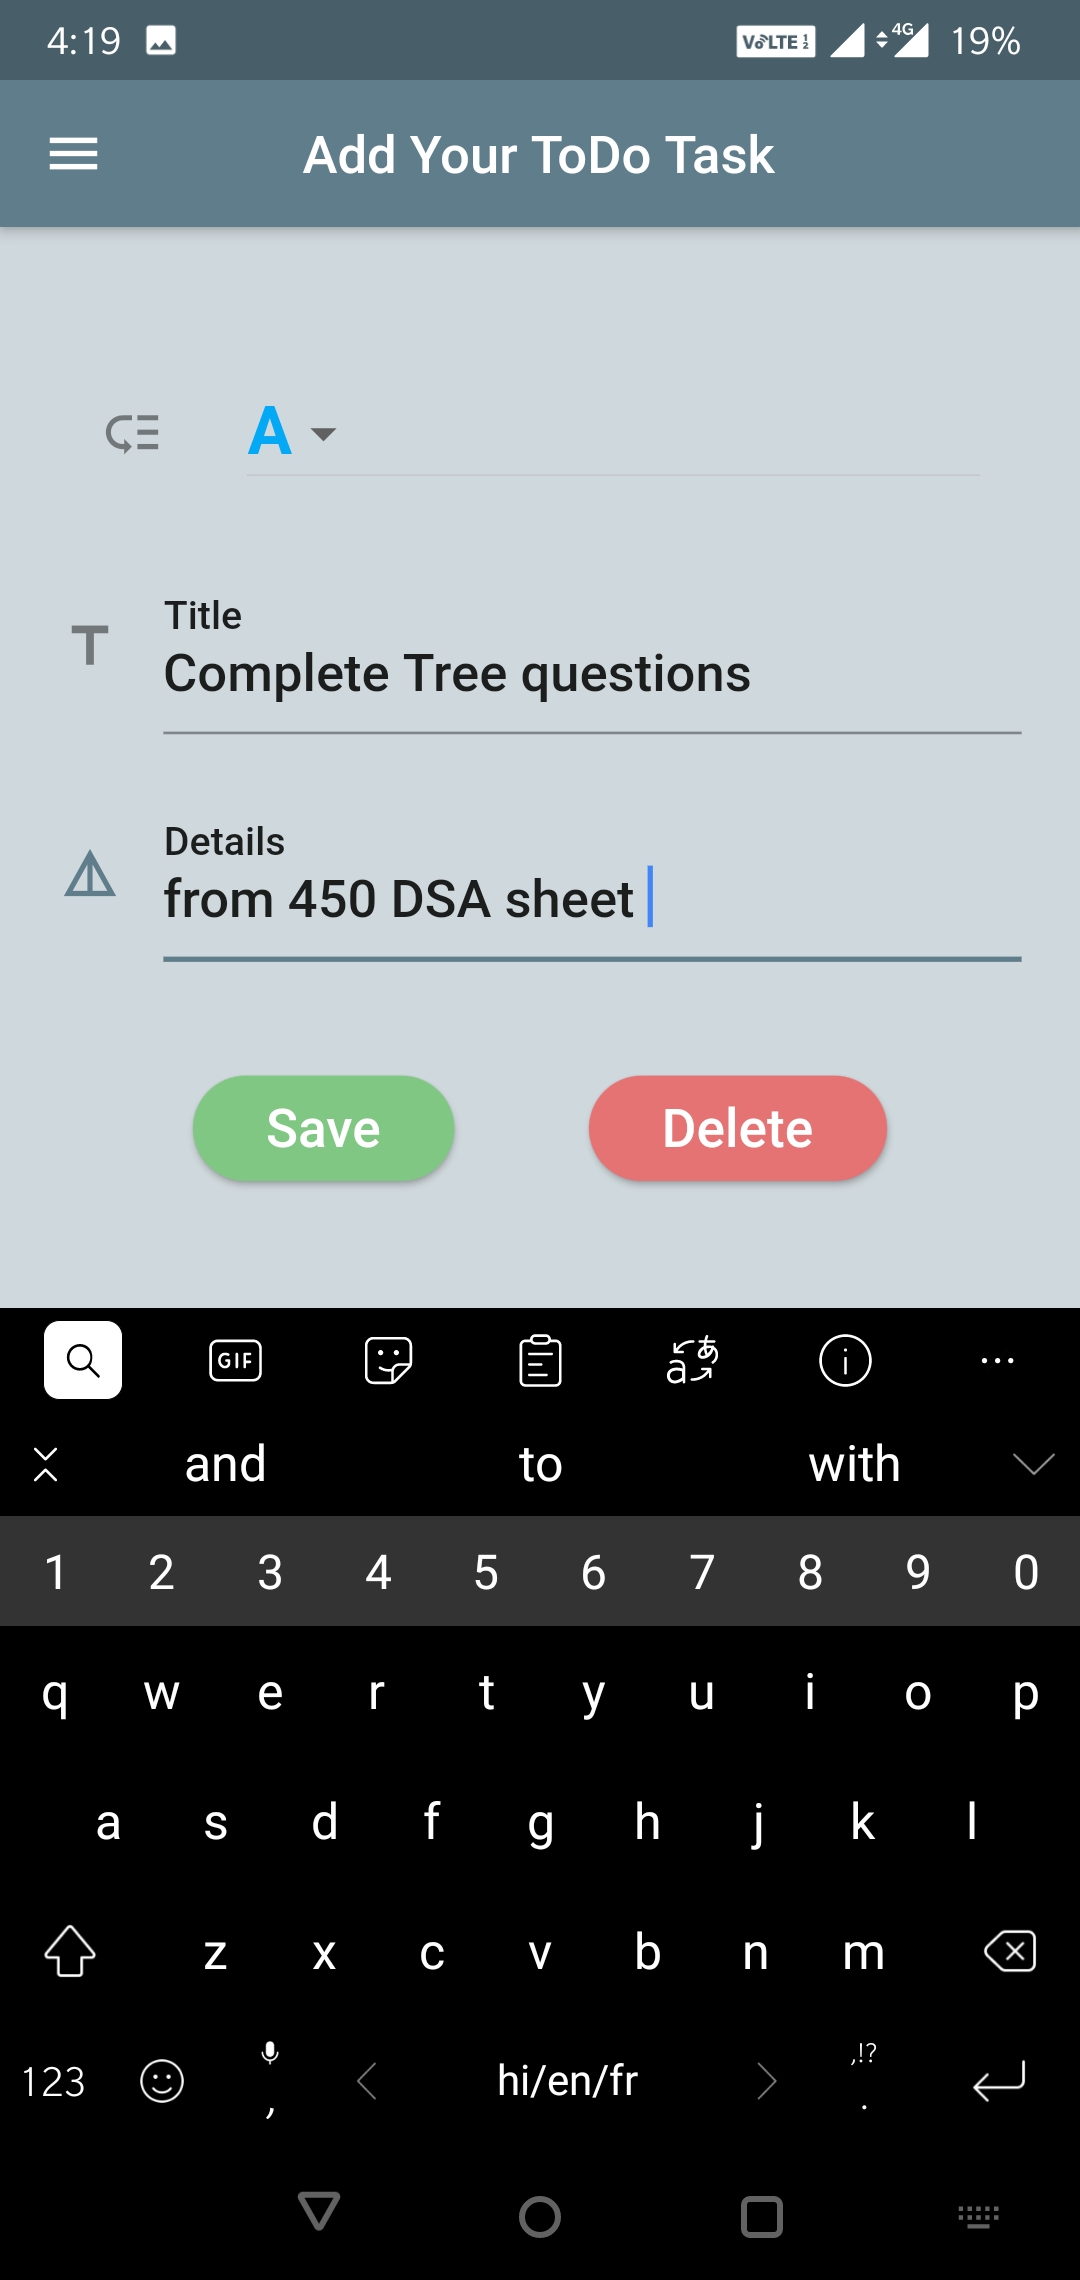 4:19 VoLTE 4G 19%
Add Your ToDo Task
A
T
Title
Complete Tree questions
Details
from 450 DSA sheet
Save Delete
GIF aあ i ...
and to with
1 2 3 4 5 6 7 8 9 0
q w e r t y u i o p
a s d f g h j k l
z x c v b n m
123 , hi/en/fr ,!? .